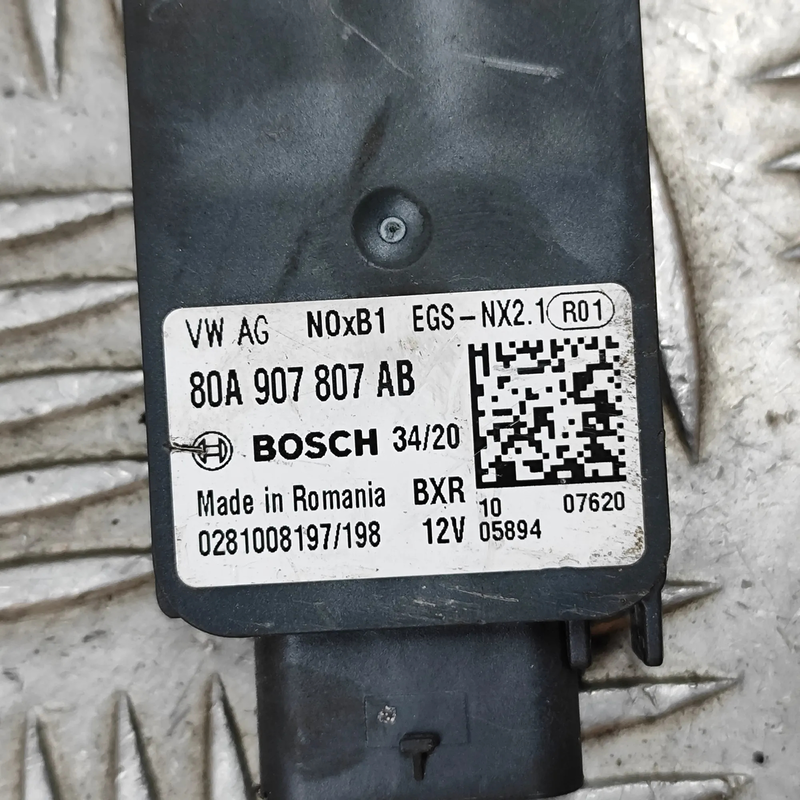 VW AG NOxB1 EGS-NX2.1 R01
80A 907 807 AB
BOSCH 34/20
Made in Romania BXR 10 07620
0281008197/198 12V 05894